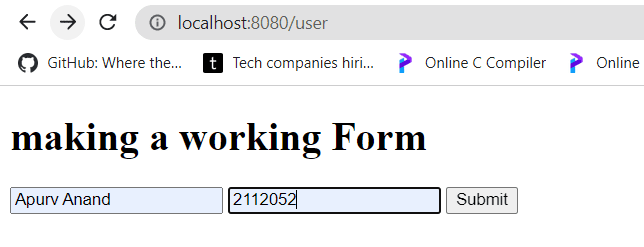 localhost:8080/user
GitHub: Where the... t Tech companies hiri... Online C Compiler Online
making a working Form
Apurv Anand 2112052 Submit